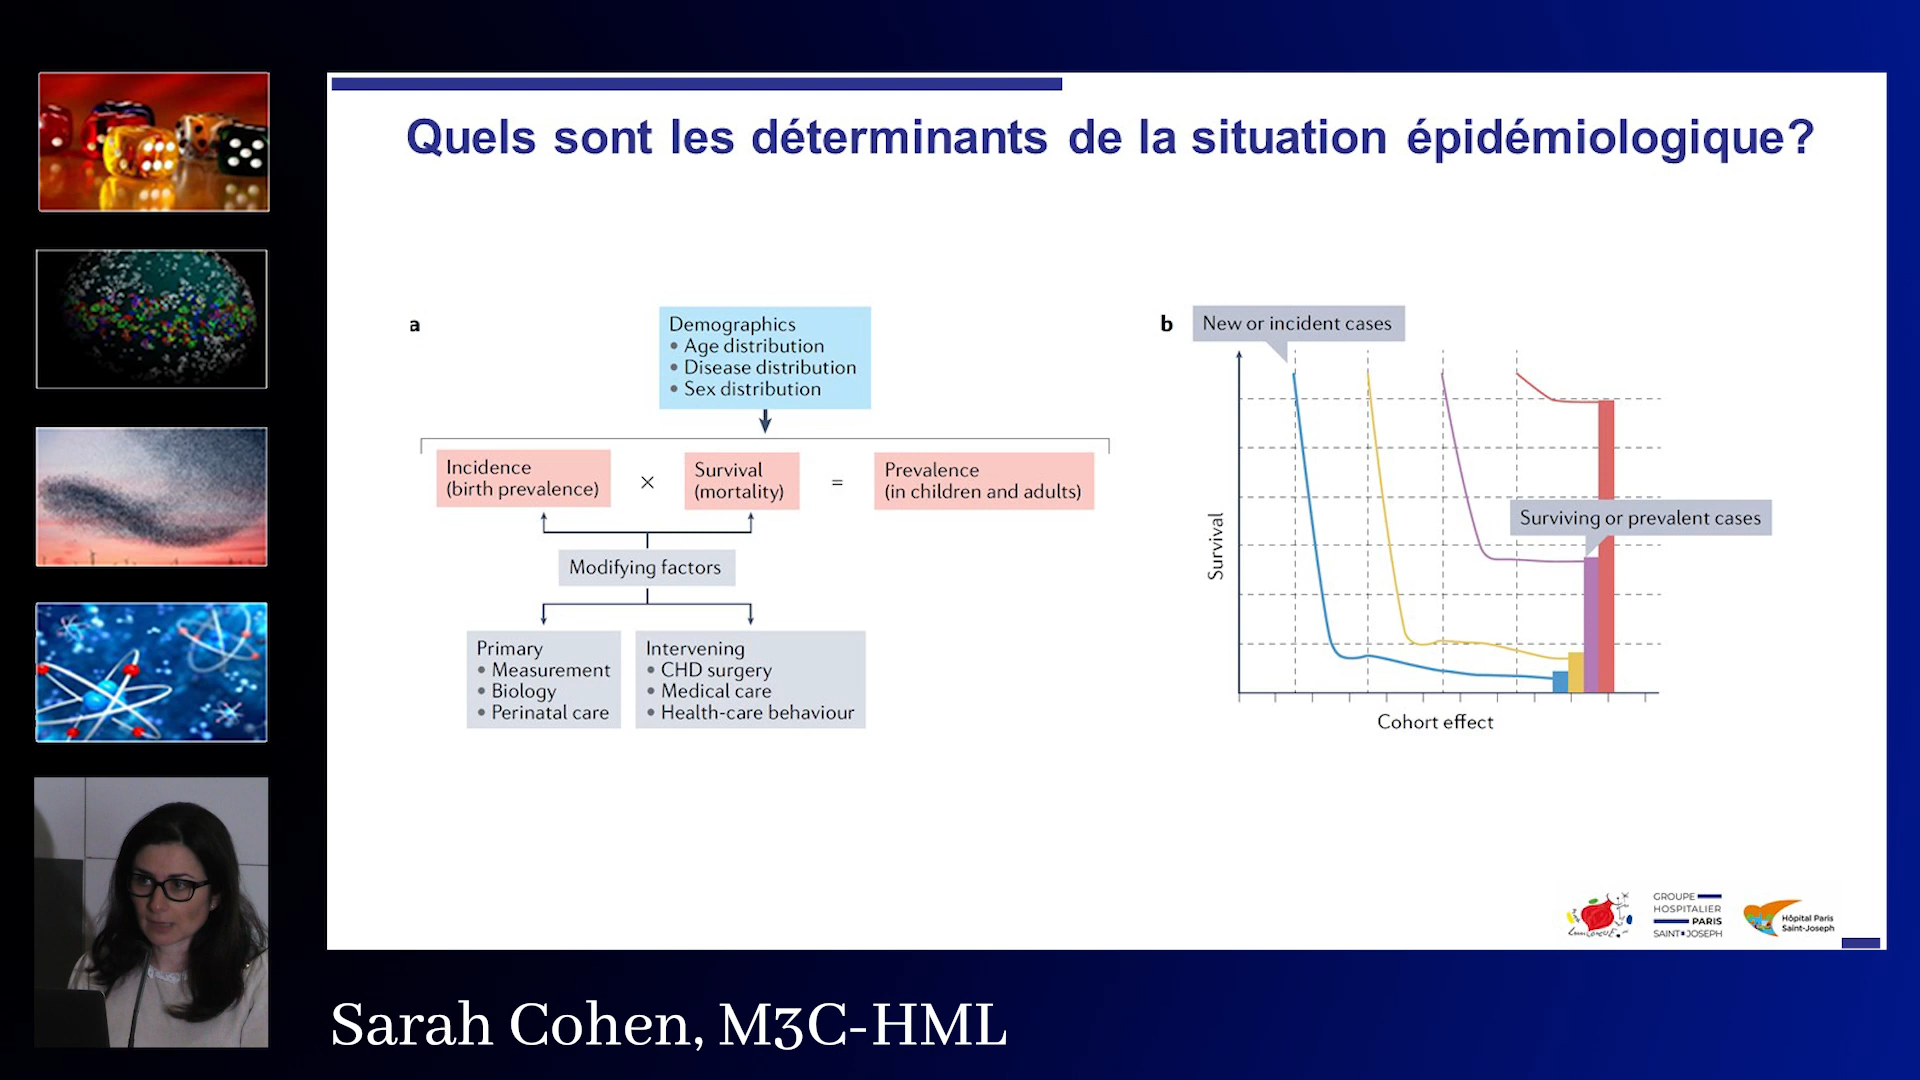 Quels sont les déterminants de la situation épidémiologique?
a
Demographics
• Age distribution
• Disease distribution
• Sex distribution
Incidence
(birth prevalence)
×
Survival
(mortality)
=
Prevalence
(in children and adults)
Modifying factors
Primary
• Measurement
• Biology
• Perinatal care
Intervening
• CHD surgery
• Medical care
• Health-care behaviour
b
New or incident cases
Surviving or prevalent cases
Survival
Cohort effect
GROUPE
HOSPITALIER
PARIS
SAINT JOSEPH
Hôpital Paris
Saint-Joseph
Sarah Cohen, M3C-HML